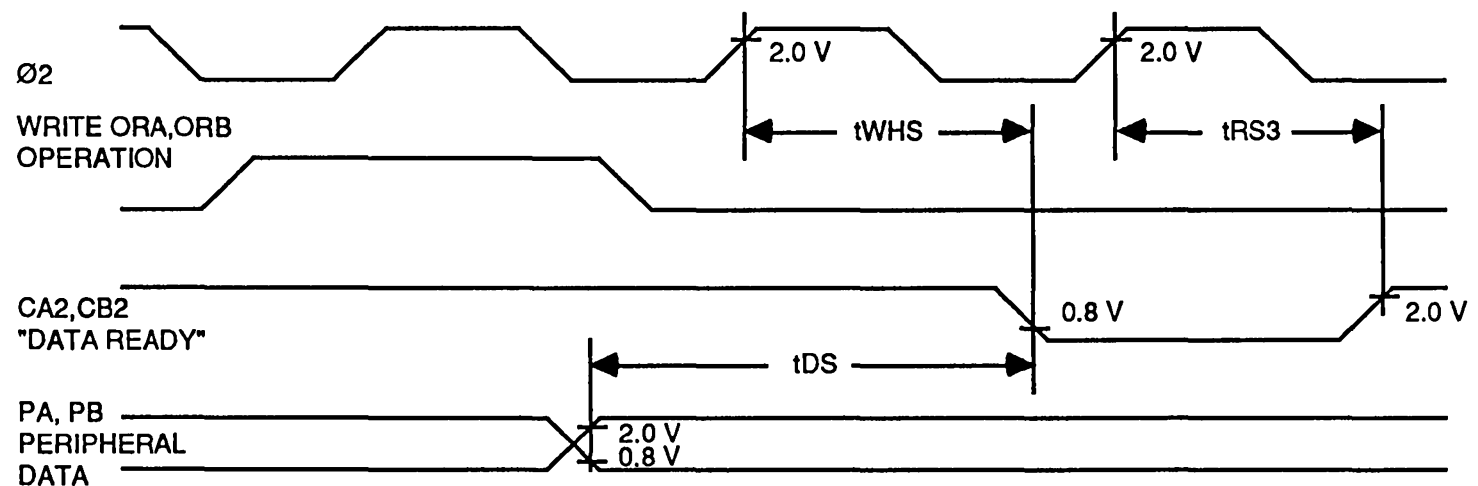 2.0 V
2.0 V
Ø2
WRITE ORA,ORB
OPERATION
tWHS
tRS3
CA2,CB2
"DATA READY"
0.8 V
2.0 V
tDS
PA, PB
PERIPHERAL
DATA
2.0 V
0.8 V